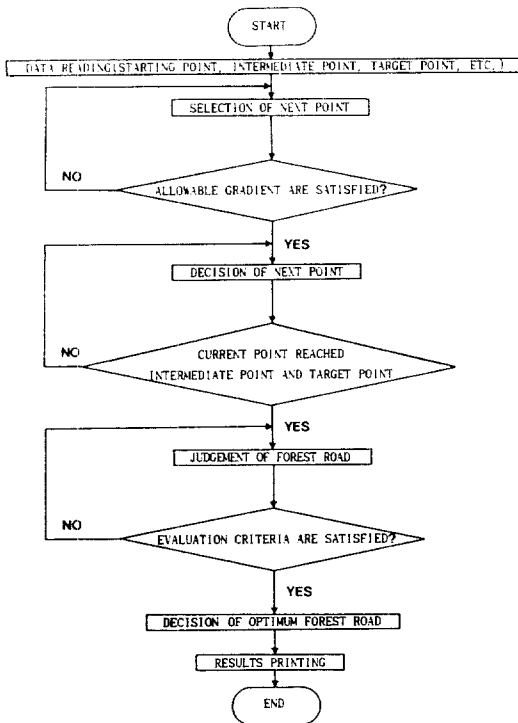 START
DATA READING(STARTING POINT, INTERMEDIATE POINT, TARGET POINT, ETC.)
SELECTION OF NEXT POINT
NO
ALLOWABLE GRADIENT ARE SATISFIED?
YES
DECISION OF NEXT POINT
NO
CURRENT POINT REACHED
INTERMEDIATE POINT AND TARGET POINT
YES
JUDGEMENT OF FOREST ROAD
NO
EVALUATION CRITERIA ARE SATISFIED?
YES
DECISION OF OPTIMUM FOREST ROAD
RESULTS PRINTING
END